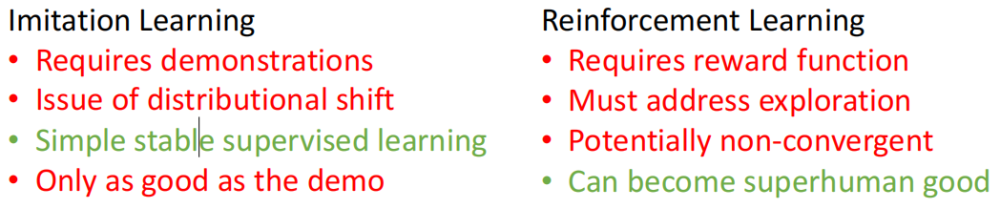 Imitation Learning
• Requires demonstrations
• Issue of distributional shift
• Simple stable supervised learning
• Only as good as the demo
Reinforcement Learning
• Requires reward function
• Must address exploration
• Potentially non-convergent
• Can become superhuman good